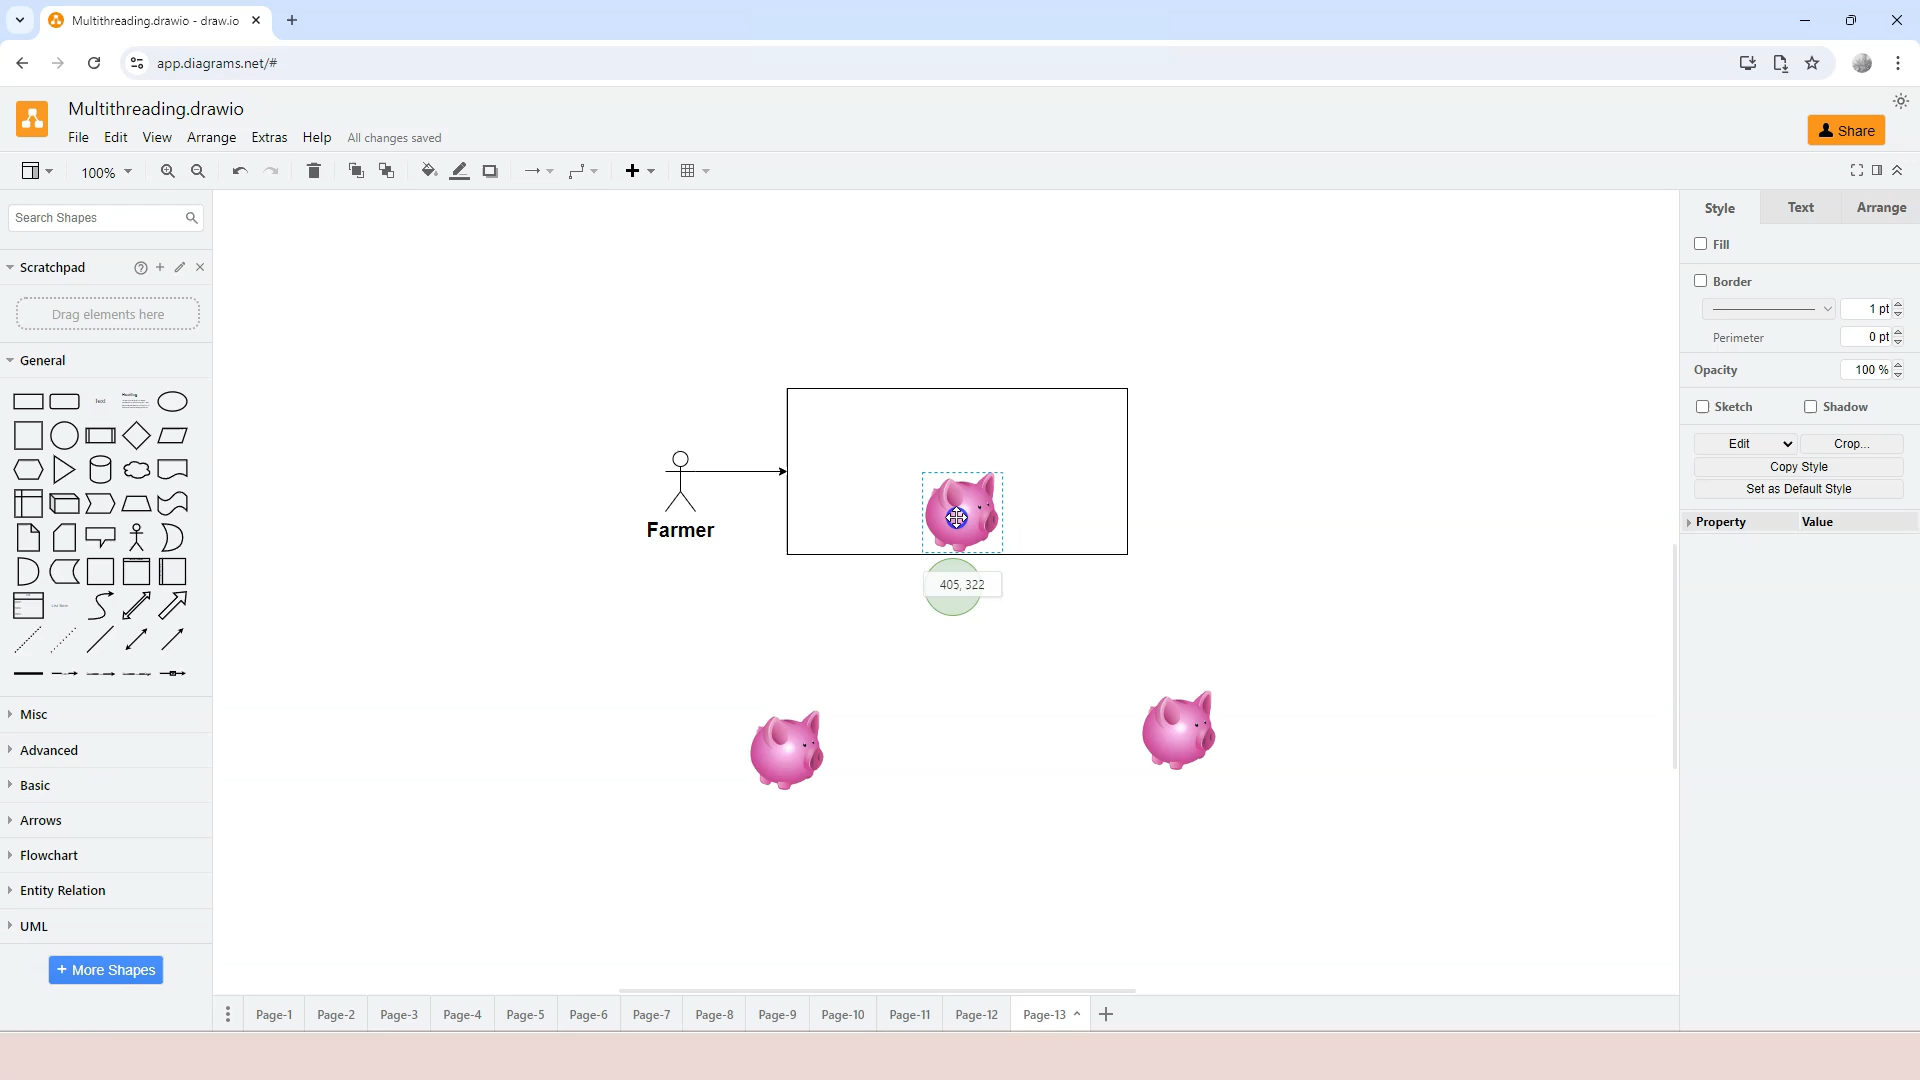 Multithreading.drawio - draw.io
app.diagrams.net/#
Multithreading.drawio
File Edit View Arrange Extras Help All changes saved
Share
100%
Search Shapes
Scratchpad
Drag elements here
General
Text
Heading
Misc
Advanced
Basic
Arrows
Flowchart
Entity Relation
UML
+ More Shapes
Farmer
405, 322
Style Text Arrange
Fill
Border
1 pt
Perimeter 0 pt
Opacity 100 %
Sketch Shadow
Edit Crop...
Copy Style
Set as Default Style
Property Value
Page-1 Page-2 Page-3 Page-4 Page-5 Page-6 Page-7 Page-8 Page-9 Page-10 Page-11 Page-12 Page-13